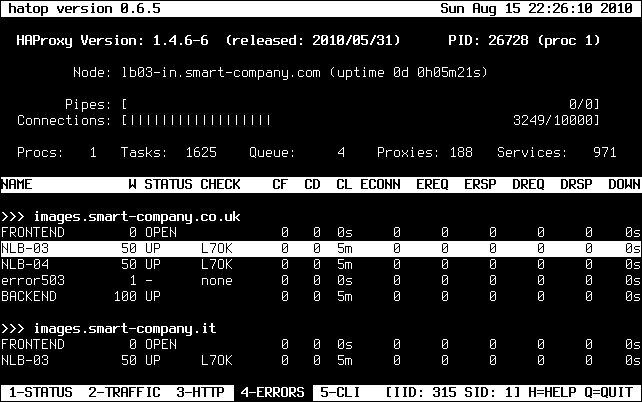 hatop version 0.6.5 Sun Aug 15 22:26:10 2010
HAProxy Version: 1.4.6-6 (released: 2010/05/31) PID: 26728 (proc 1)
Node: lb03-in.smart-company.com (uptime 0d 0h05m21s)
Pipes: [ 0/0]
Connections: [|||||||||||||||||| 3249/10000]
Procs: 1 Tasks: 1625 Queue: 4 Proxies: 188 Services: 971
NAME W STATUS CHECK CF CD CL ECONN EREQ ERSP DREQ DRSP DOWN
>>> images.smart-company.co.uk
FRONTEND 0 OPEN 0 0 0s 0 0 0 0 0 0s
NLB-03 50 UP L7OK 0 0 5m 0 0 0 0 0 0s
NLB-04 50 UP L7OK 0 0 5m 0 0 0 0 0 0s
error503 1 - none 0 0 0s 0 0 0 0 0 0s
BACKEND 100 UP 0 0 5m 0 0 0 0 0 0s
>>> images.smart-company.it
FRONTEND 0 OPEN 0 0 0s 0 0 0 0 0 0s
NLB-03 50 UP L7OK 0 0 5m 0 0 0 0 0 0s
1-STATUS 2-TRAFFIC 3-HTTP 4-ERRORS 5-CLI [IID: 315 SID: 1] H=HELP Q=QUIT